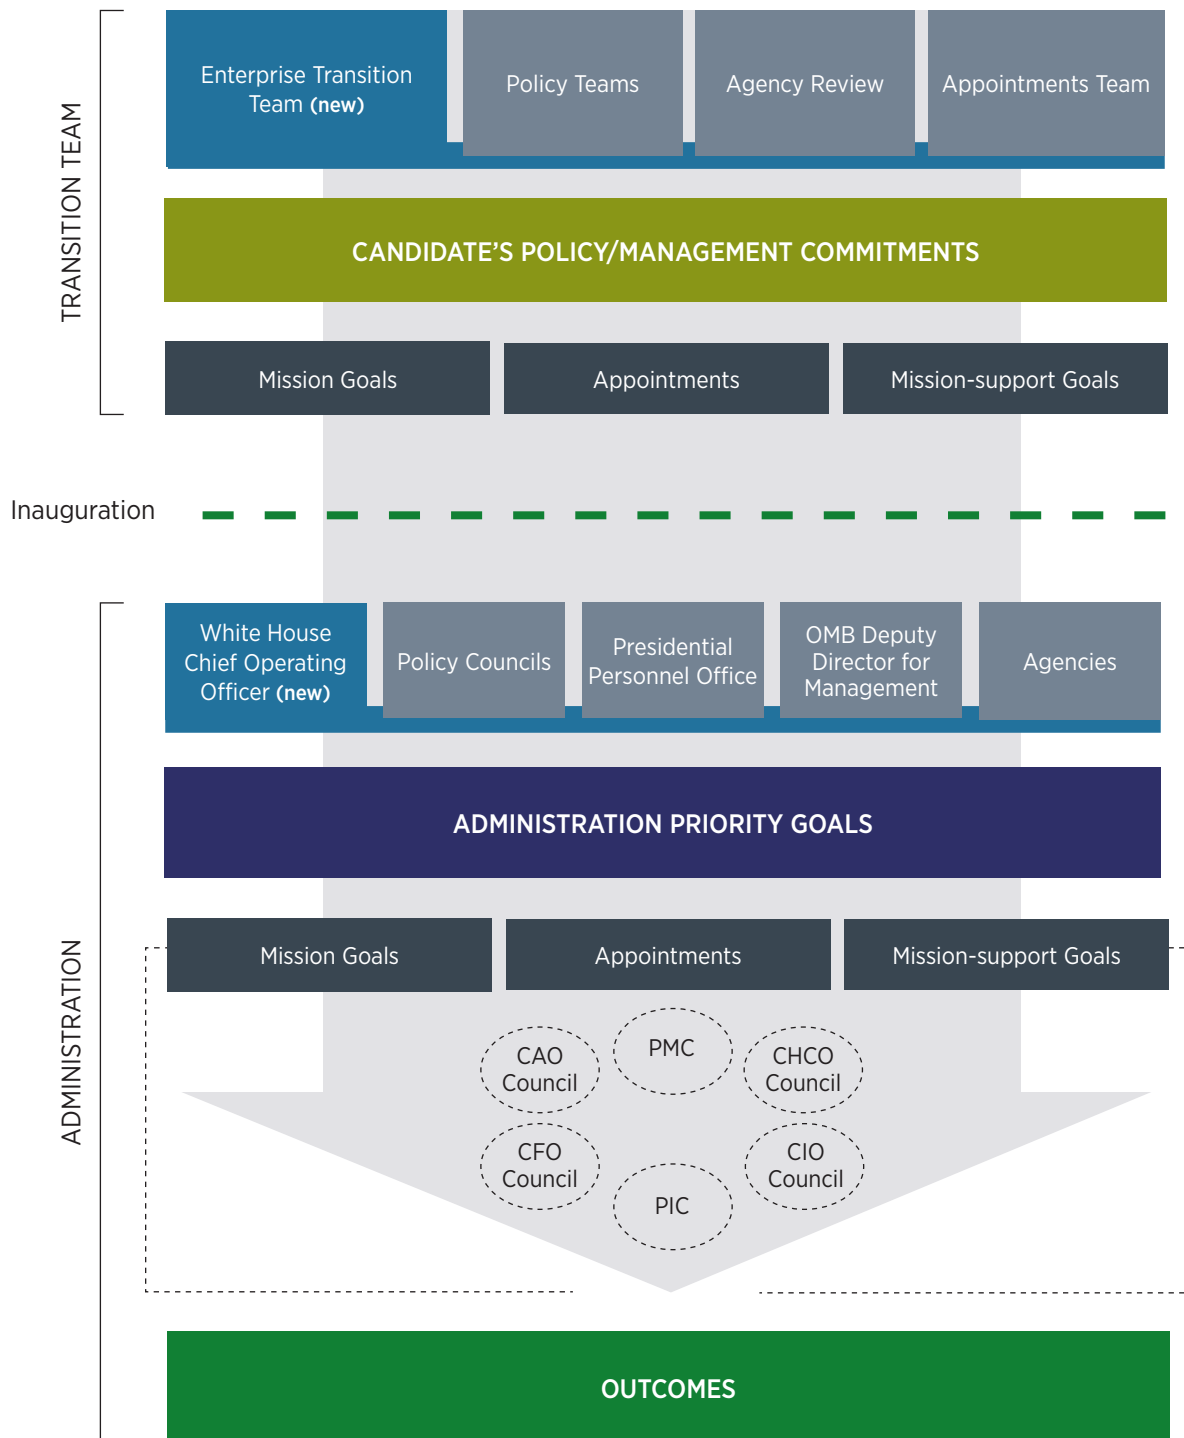 TRANSITION TEAM
Enterprise Transition
Team (new)
Policy Teams
Agency Review
Appointments Team
CANDIDATE’S POLICY/MANAGEMENT COMMITMENTS
Mission Goals
Appointments
Mission-support Goals
Inauguration
ADMINISTRATION
White House
Chief Operating
Officer (new)
Policy Councils
Presidential
Personnel Office
OMB Deputy
Director for
Management
Agencies
ADMINISTRATION PRIORITY GOALS
Mission Goals
Appointments
Mission-support Goals
CAO
Council
PMC
CHCO
Council
CFO
Council
PIC
CIO
Council
OUTCOMES